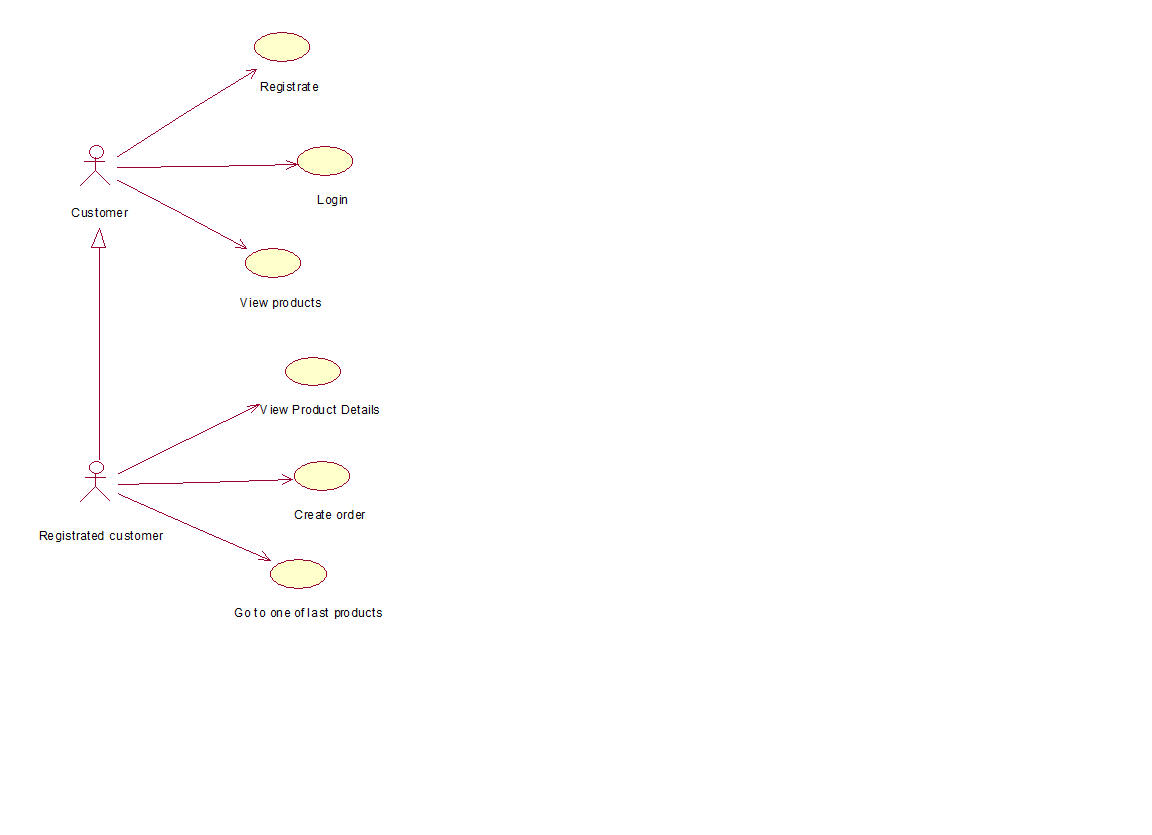 Registrate
Login
Customer
View products
View Product Details
Create order
Registrated customer
Go to one of last products